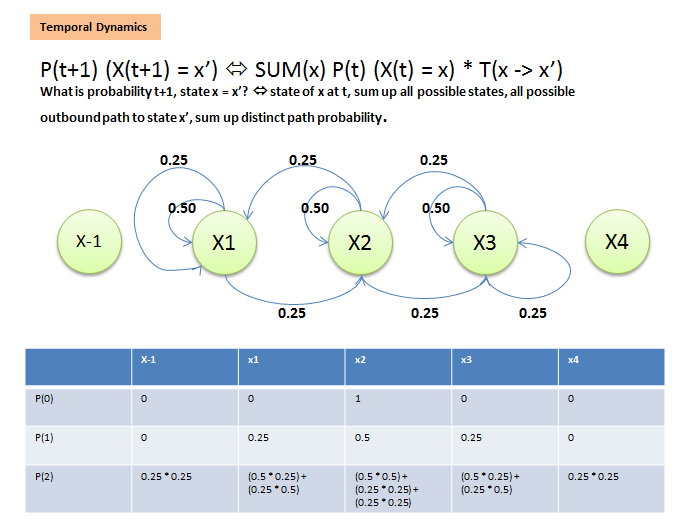 Temporal Dynamics
P(t+1) (X(t+1) = x’) ⇔ SUM(x) P(t) (X(t) = x) * T(x -> x’)
What is probability t+1, state x = x’? ⇔ state of x at t, sum up all possible states, all possible
outbound path to state x’, sum up distinct path probability.
0.25 0.25 0.25
0.50 0.50 0.50
X-1 X1 X2 X3 X4
0.25 0.25 0.25
X-1 x1 x2 x3 x4
P(0) 0 0 1 0 0
P(1) 0 0.25 0.5 0.25 0
P(2) 0.25 * 0.25 (0.5 * 0.25) + (0.5 * 0.5) + (0.5 * 0.25) + 0.25 * 0.25
(0.25 * 0.5) (0.25 * 0.25) + (0.25 * 0.5)
(0.25 * 0.25)